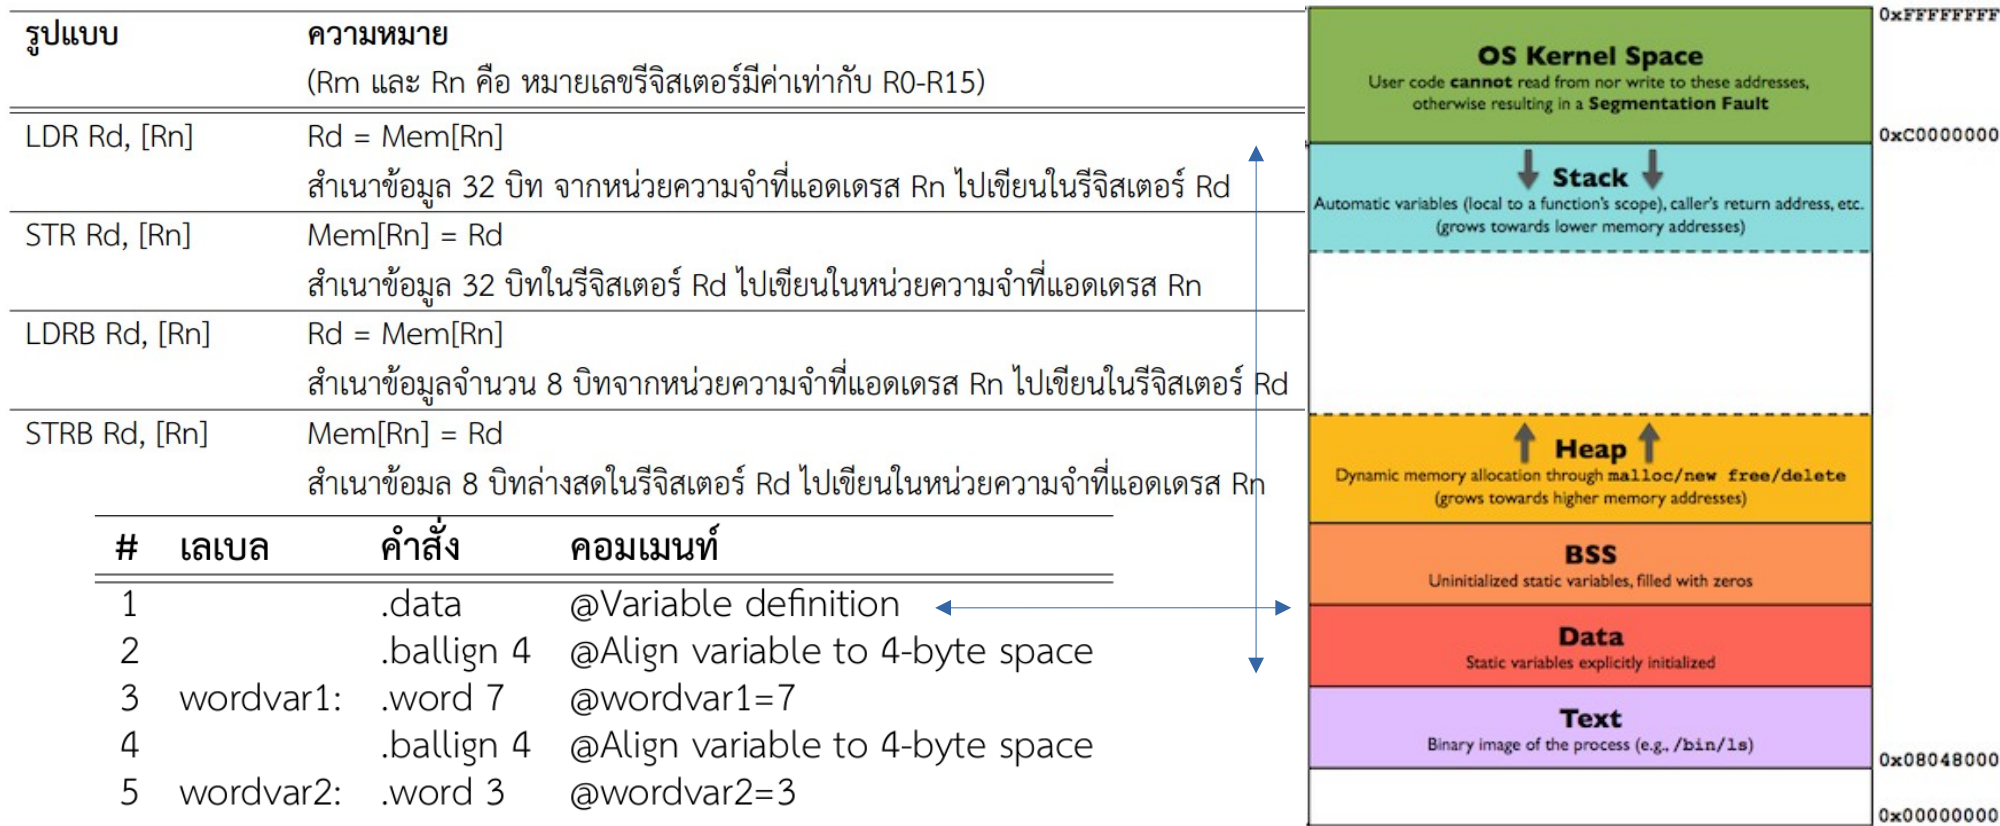 รูปแบบ ความหมาย
(Rm และ Rn คือ หมายเลขรีจิสเตอร์มีค่าเท่ากับ R0-R15)
LDR Rd, [Rn] Rd = Mem[Rn]
สำเนาข้อมูล 32 บิท จากหน่วยความจำที่แอดเดรส Rn ไปเขียนในรีจิสเตอร์ Rd
STR Rd, [Rn] Mem[Rn] = Rd
สำเนาข้อมูล 32 บิทในรีจิสเตอร์ Rd ไปเขียนในหน่วยความจำที่แอดเดรส Rn
LDRB Rd, [Rn] Rd = Mem[Rn]
สำเนาข้อมูลจำนวน 8 บิทจากหน่วยความจำที่แอดเดรส Rn ไปเขียนในรีจิสเตอร์ Rd
STRB Rd, [Rn] Mem[Rn] = Rd
สำเนาข้อมูล 8 บิทล่างสุดในรีจิสเตอร์ Rd ไปเขียนในหน่วยความจำที่แอดเดรส Rn
# เลเบล คำสั่ง คอมเมนท์
1 .data @Variable definition
2 .ballign 4 @Align variable to 4-byte space
3 wordvar1: .word 7 @wordvar1=7
4 .ballign 4 @Align variable to 4-byte space
5 wordvar2: .word 3 @wordvar2=3
0xFFFFFFFF
OS Kernel Space
User code cannot read from nor write to these addresses,
otherwise resulting in a Segmentation Fault
0xC0000000
Stack
Automatic variables (local to a function's scope), caller's return address, etc.
(grows towards lower memory addresses)
Heap
Dynamic memory allocation through malloc/new free/delete
(grows towards higher memory addresses)
BSS
Uninitialized static variables, filled with zeros
Data
Static variables explicitly initialized
Text
Binary image of the process (e.g., /bin/ls)
0x08048000
0x00000000